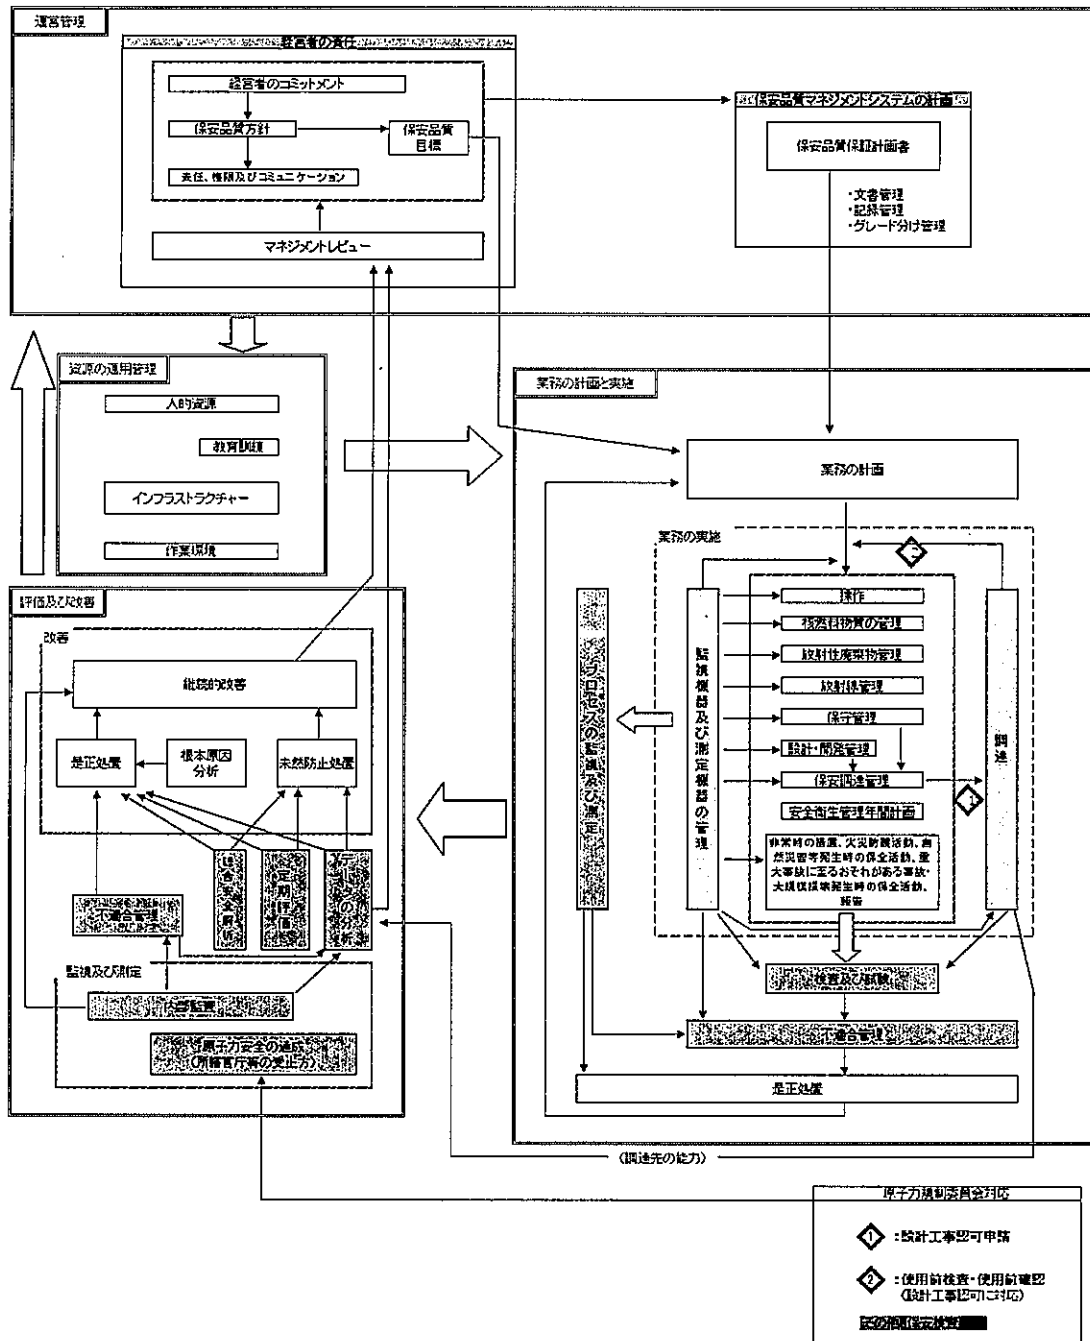 運営管理
経営者の責任
経営者のコミットメント
保安品質方針
保安品質
目標
責任、権限及びコミュニケーション
マネジメントレビュー
保安品質マネジメントシステムの計画
保安品質保証計画書
・文書管理
・記録管理
・グレード分け管理
資源の運用管理
人的資源
教育訓練
インフラストラクチャー
作業環境
業務の計画と実施
業務の計画
業務の実施
2
操作
核燃料物質の管理
放射性廃棄物管理
放射線管理
保守管理
設計・開発管理
保安調達管理
安全衛生管理年間計画
非常時の措置、火災防護活動、自
然災害等発生時の保全活動、重
大事故に至るおそれがある事故・
大規模損壊発生時の保全活動、
報告
監視機器及び測定機器の管理
プロセスの監視及び測定
調達
1
検査及び試験
不適合管理
是正処置
評価及び改善
改善
継続的改善
是正処置
根本原因
分析
未然防止処置
不適合管理
定期評価
データの分析
監視及び測定
内部監査
原子力安全の達成
(所轄官庁等の受止方)
(調達先の能力)
原子力規制委員会対応
1 :設計工事認可申請
2 :使用前検査・使用前確認
(設計工事認可に対応)